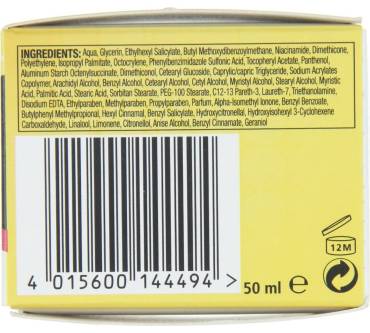 INGREDIENTS: Aqua, Glycerin, Ethylhexyl Salicylate, Butyl Methoxydibenzoylmethane, Niacinamide, Dimethicone,
Polyethylene, Isopropyl Palmitate, Octocrylene, Phenylbenzimidazole Sulfonic Acid, Tocopheryl Acetate, Panthenol,
Aluminum Starch Octenylsuccinate, Dimethiconol, Cetearyl Glucoside, Caprylic/capric Triglyceride, Sodium Acrylates
Copolymer, Arachidyl Alcohol, Benzyl Alcohol, Cetearyl Alcohol, Cetyl Alcohol, Myristyl Alcohol, Stearyl Alcohol, Myristic
Acid, Palmitic Acid, Stearic Acid, Sorbitan Stearate, PEG-100 Stearate, C12-13 Pareth-3, Laureth-7, Triethanolamine,
Disodium EDTA, Ethylparaben, Methylparaben, Propylparaben, Parfum, Alpha-Isomethyl Ionone, Benzyl Benzoate,
Butylphenyl Methylpropional, Hexyl Cinnamal, Benzyl Salicylate, Hydroxycitronellal, Hydroxyisohexyl 3-Cyclohexene
Carboxaldehyde, Linalool, Limonene, Citronellol, Anise Alcohol, Benzyl Cinnamate, Geraniol
12M
4 015600 144494 > 50 ml e